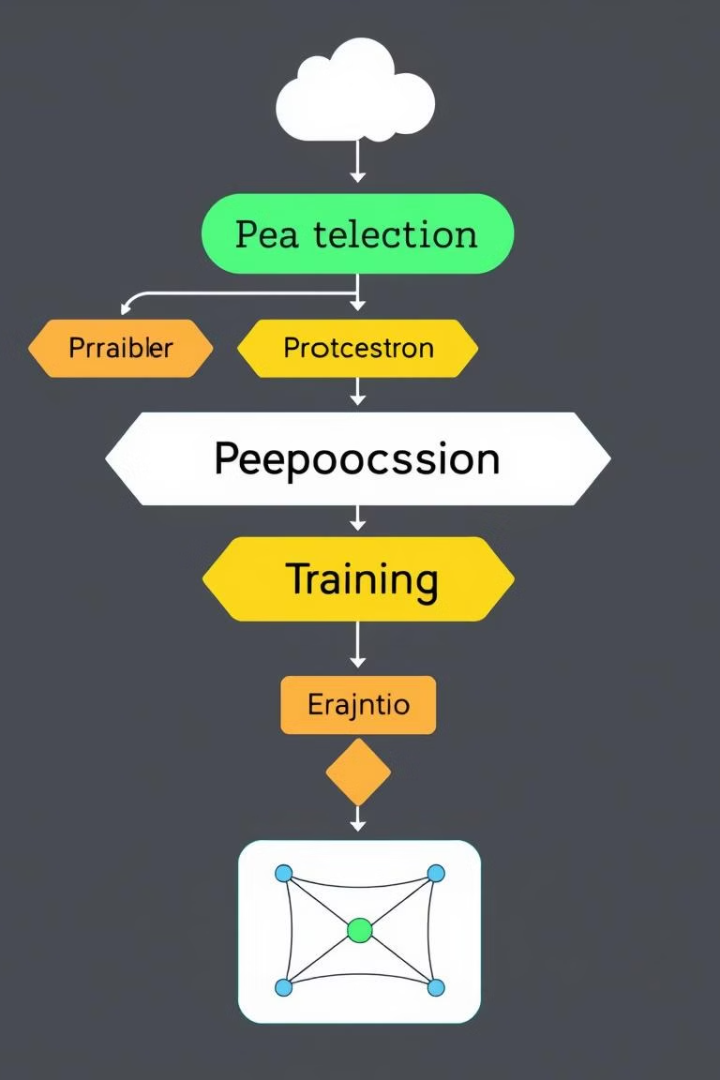 Pea telection
Prraibler
Protcestron
Peepoocssion
Training
Erajntio